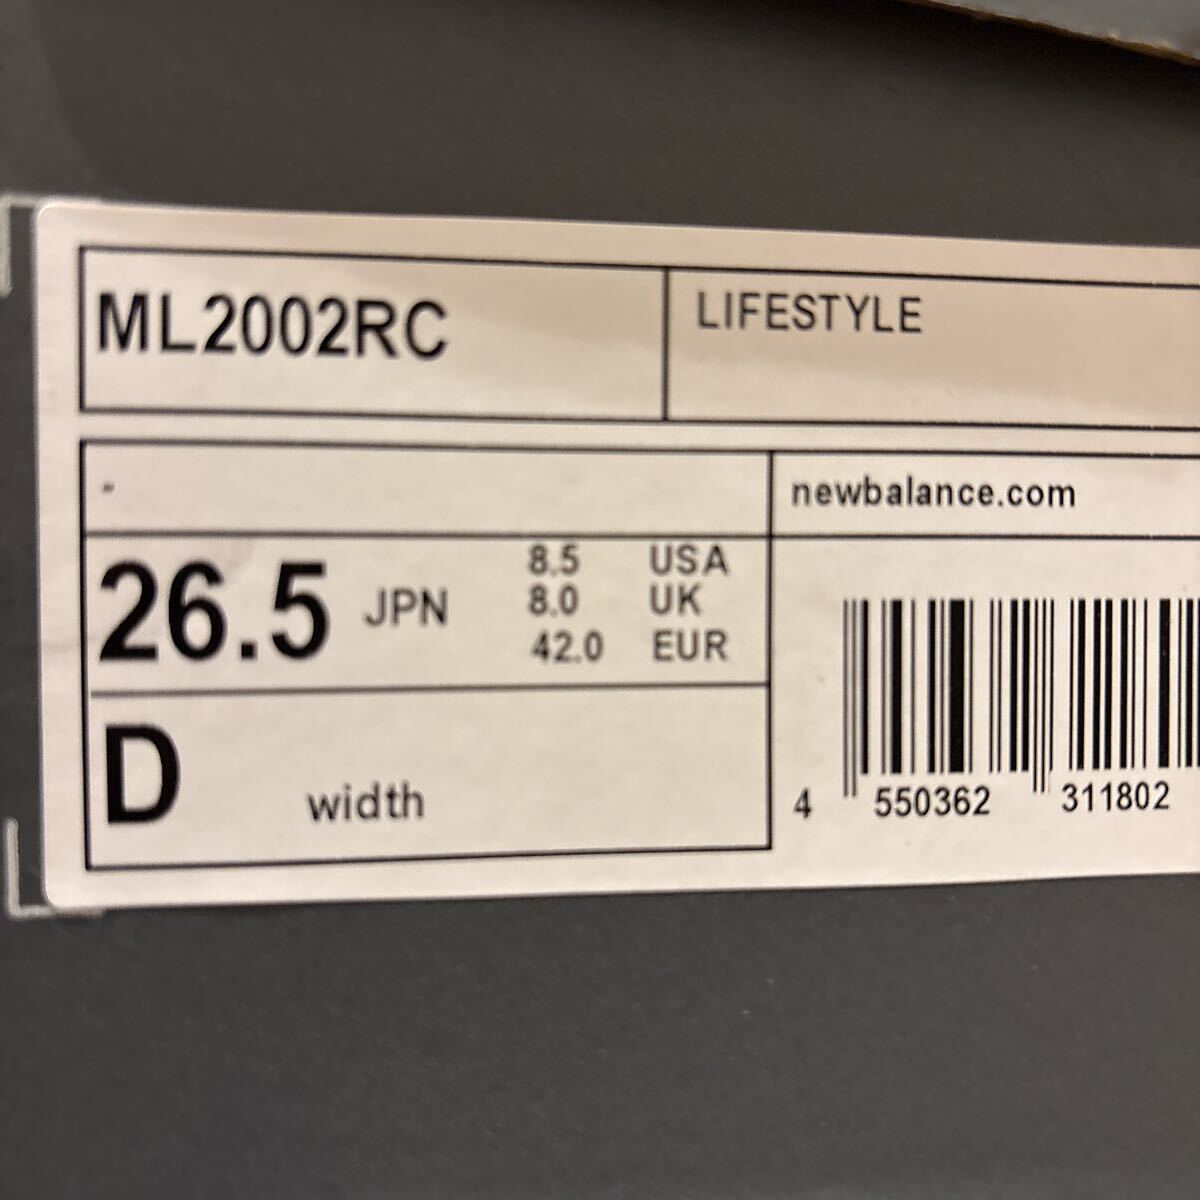 ML2002RC
LIFESTYLE
-
newbalance.com
26.5 JPN
8.5 USA
8.0 UK
42.0 EUR
D width
4 550362 311802